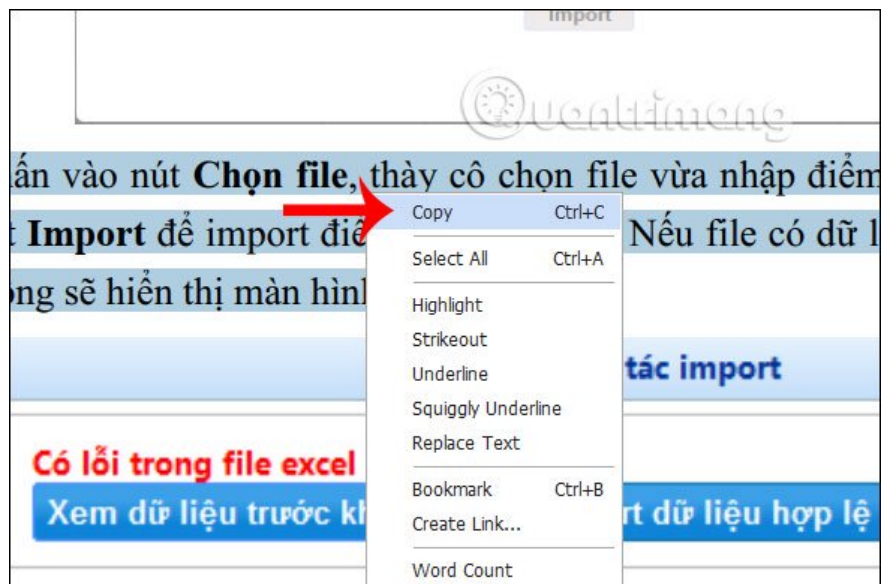 Import
Quantrimang
ấn vào nút Chọn file, thày cô chọn file vừa nhập điểm
t Import để import điể Nếu file có dữ l
ong sẽ hiển thị màn hìnl
tác import
Có lỗi trong file excel
Xem dữ liệu trước kh rt dữ liệu hợp lệ
Copy Ctrl+C
Select All Ctrl+A
Highlight
Strikeout
Underline
Squiggly Underline
Replace Text
Bookmark Ctrl+B
Create Link...
Word Count